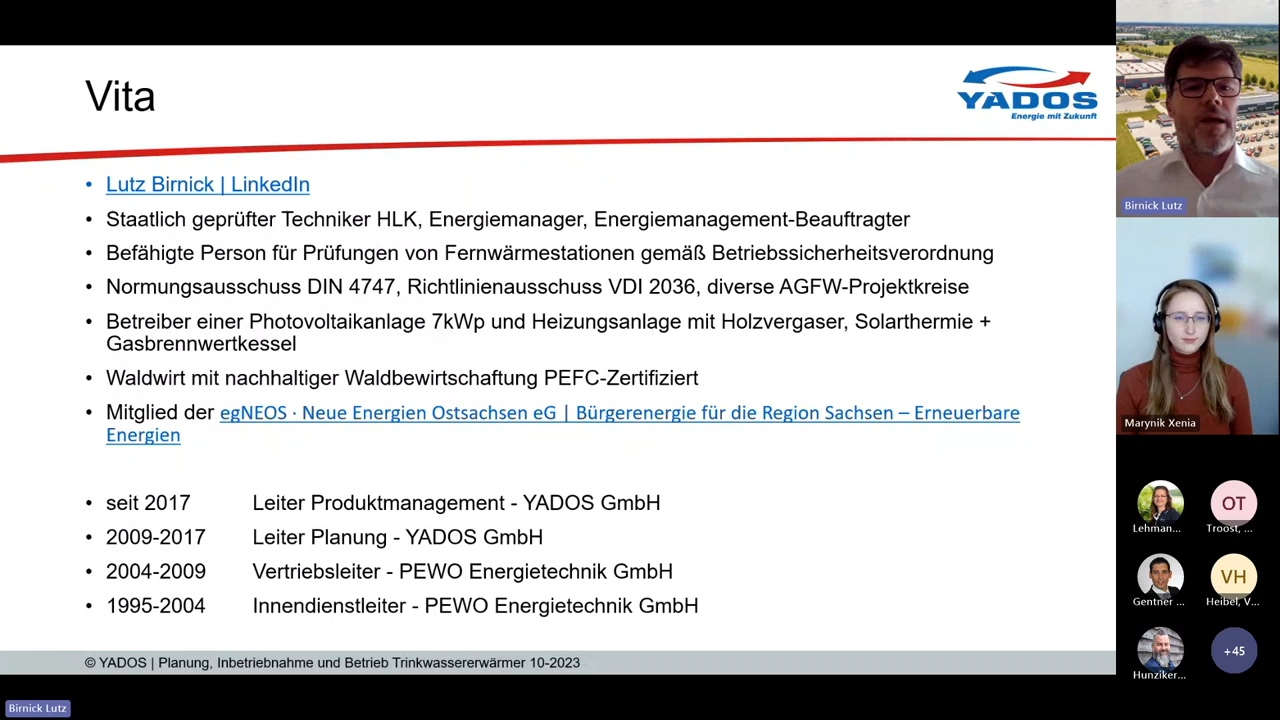 Vita
YADOS
Energie mit Zukunft
• Lutz Birnick | LinkedIn
• Staatlich geprüfter Techniker HLK, Energiemanager, Energiemanagement-Beauftragter
• Befähigte Person für Prüfungen von Fernwärmestationen gemäß Betriebssicherheitsverordnung
• Normungsausschuss DIN 4747, Richtlinienausschuss VDI 2036, diverse AGFW-Projektkreise
• Betreiber einer Photovoltaikanlage 7kWp und Heizungsanlage mit Holzvergaser, Solarthermie +
Gasbrennwertkessel
• Waldwirt mit nachhaltiger Waldbewirtschaftung PEFC-Zertifiziert
• Mitglied der egNEOS · Neue Energien Ostsachsen eG | Bürgerenergie für die Region Sachsen – Erneuerbare
Energien
• seit 2017 Leiter Produktmanagement - YADOS GmbH
• 2009-2017 Leiter Planung - YADOS GmbH
• 2004-2009 Vertriebsleiter - PEWO Energietechnik GmbH
• 1995-2004 Innendienstleiter - PEWO Energietechnik GmbH
© YADOS | Planung, Inbetriebnahme und Betrieb Trinkwassererwärmer 10-2023
Birnick Lutz
Birnick Lutz
Marynik Xenia
OT
Lehman... Troost, ...
VH
Gentner ... Heibel, V...
+45
Hunziker...